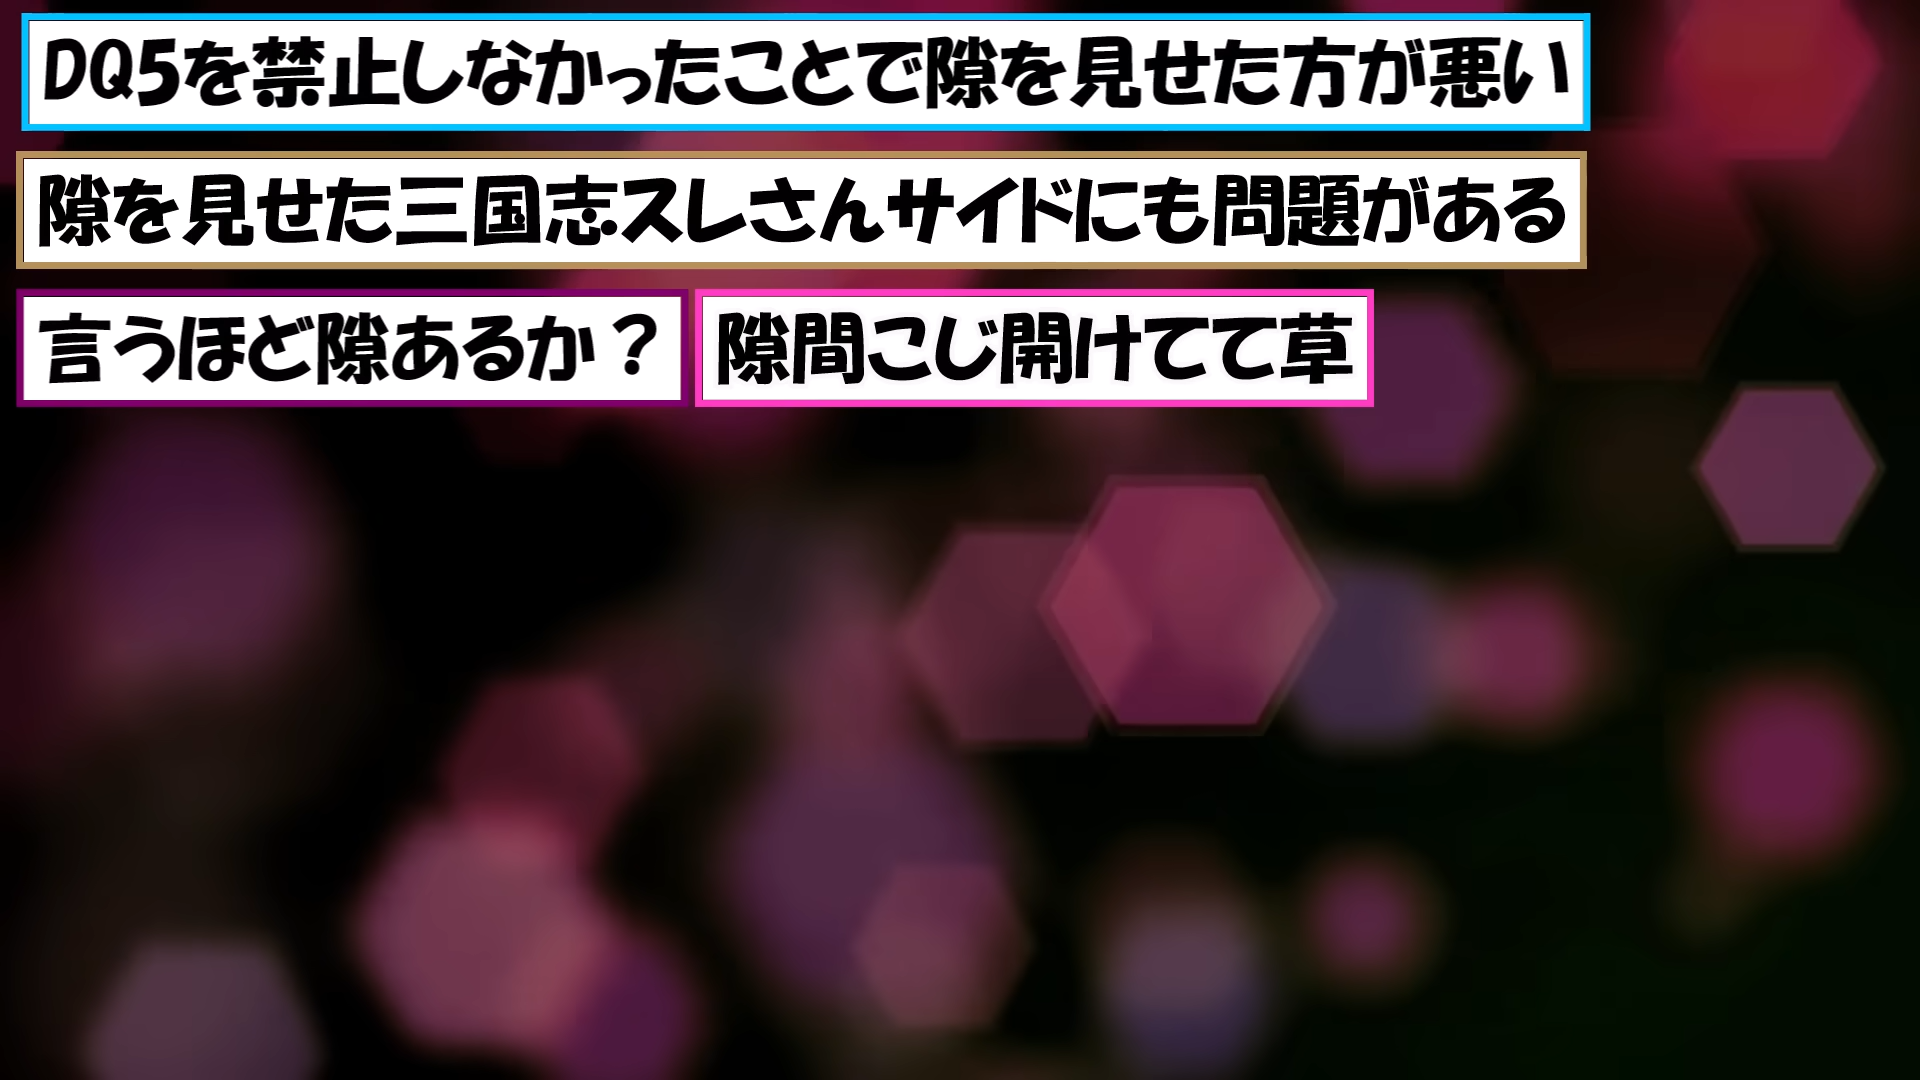 DQ5を禁止しなかったことで隙を見せた方が悪い
隙を見せた三国志スレさんサイドにも問題がある
言うほど隙あるか？
隙間こじ開けてて草